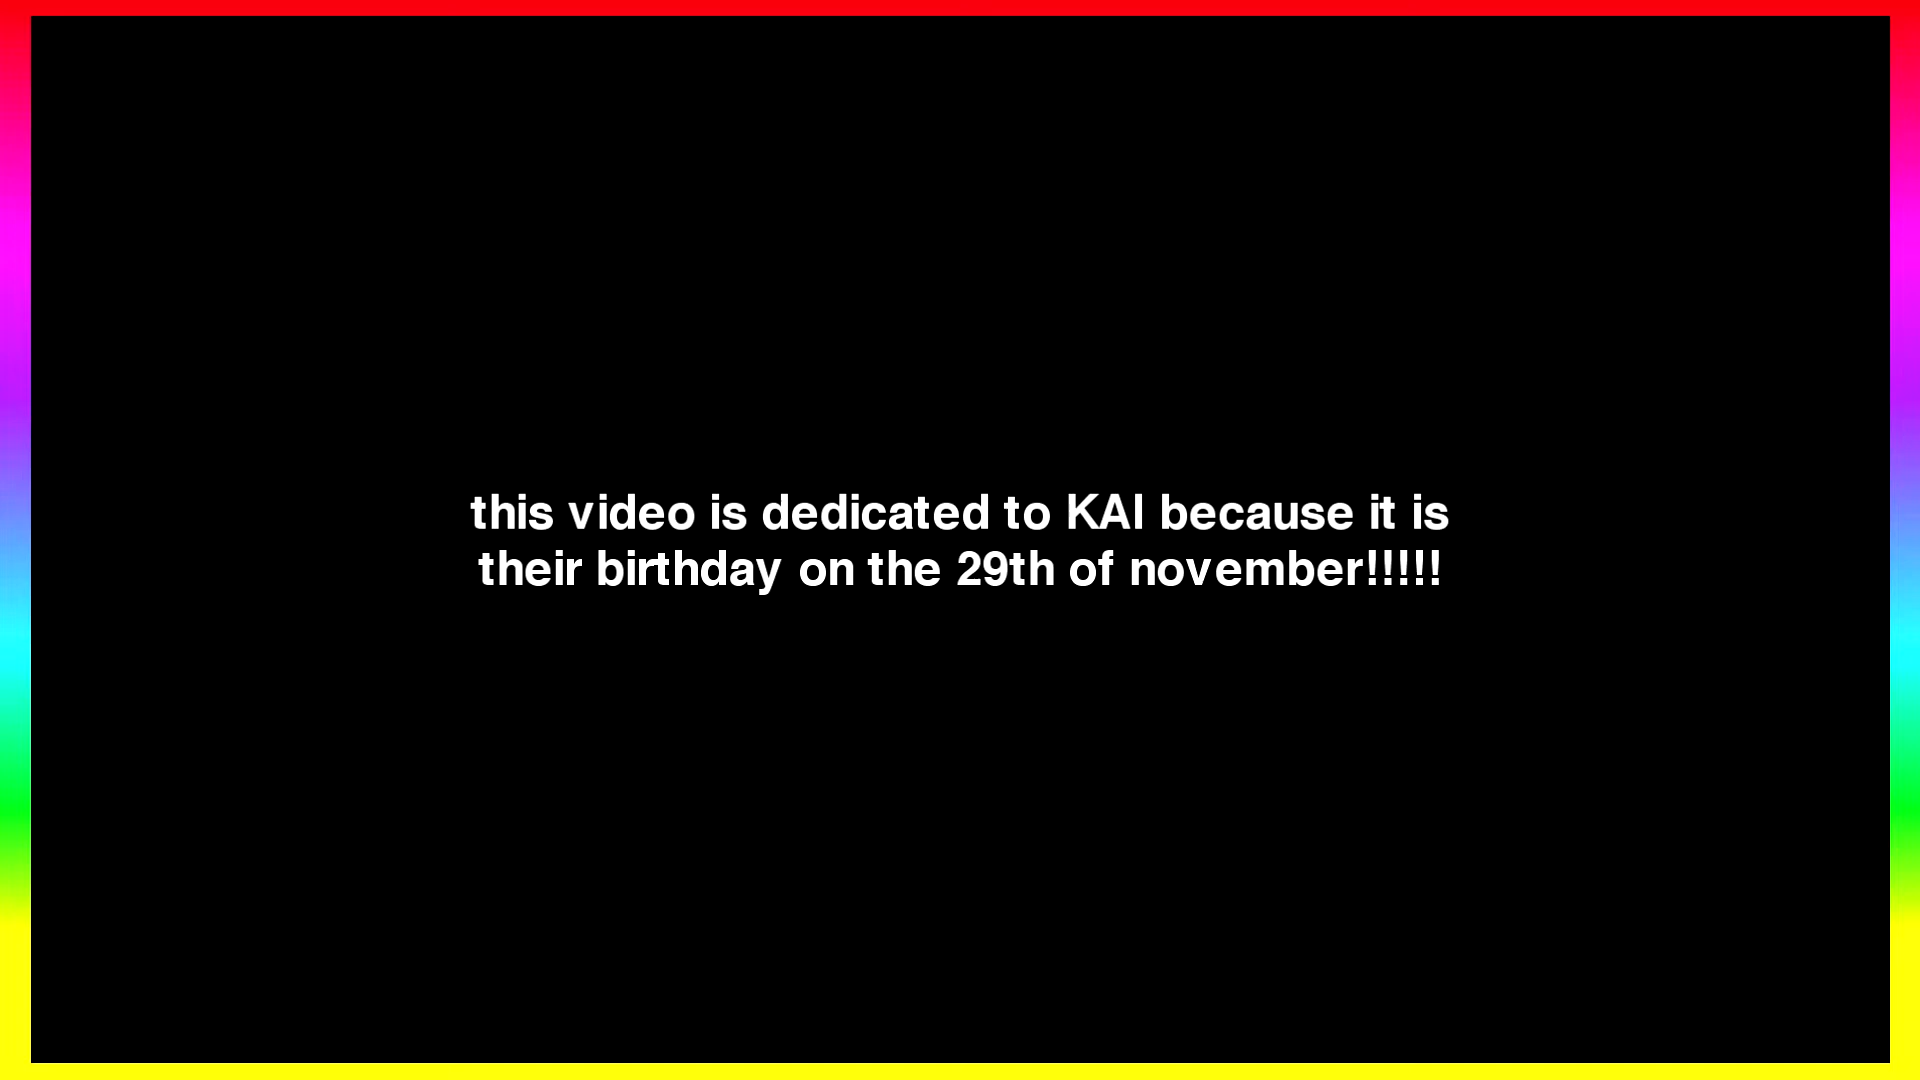 this video is dedicated to KAI because it is
their birthday on the 29th of november!!!!!